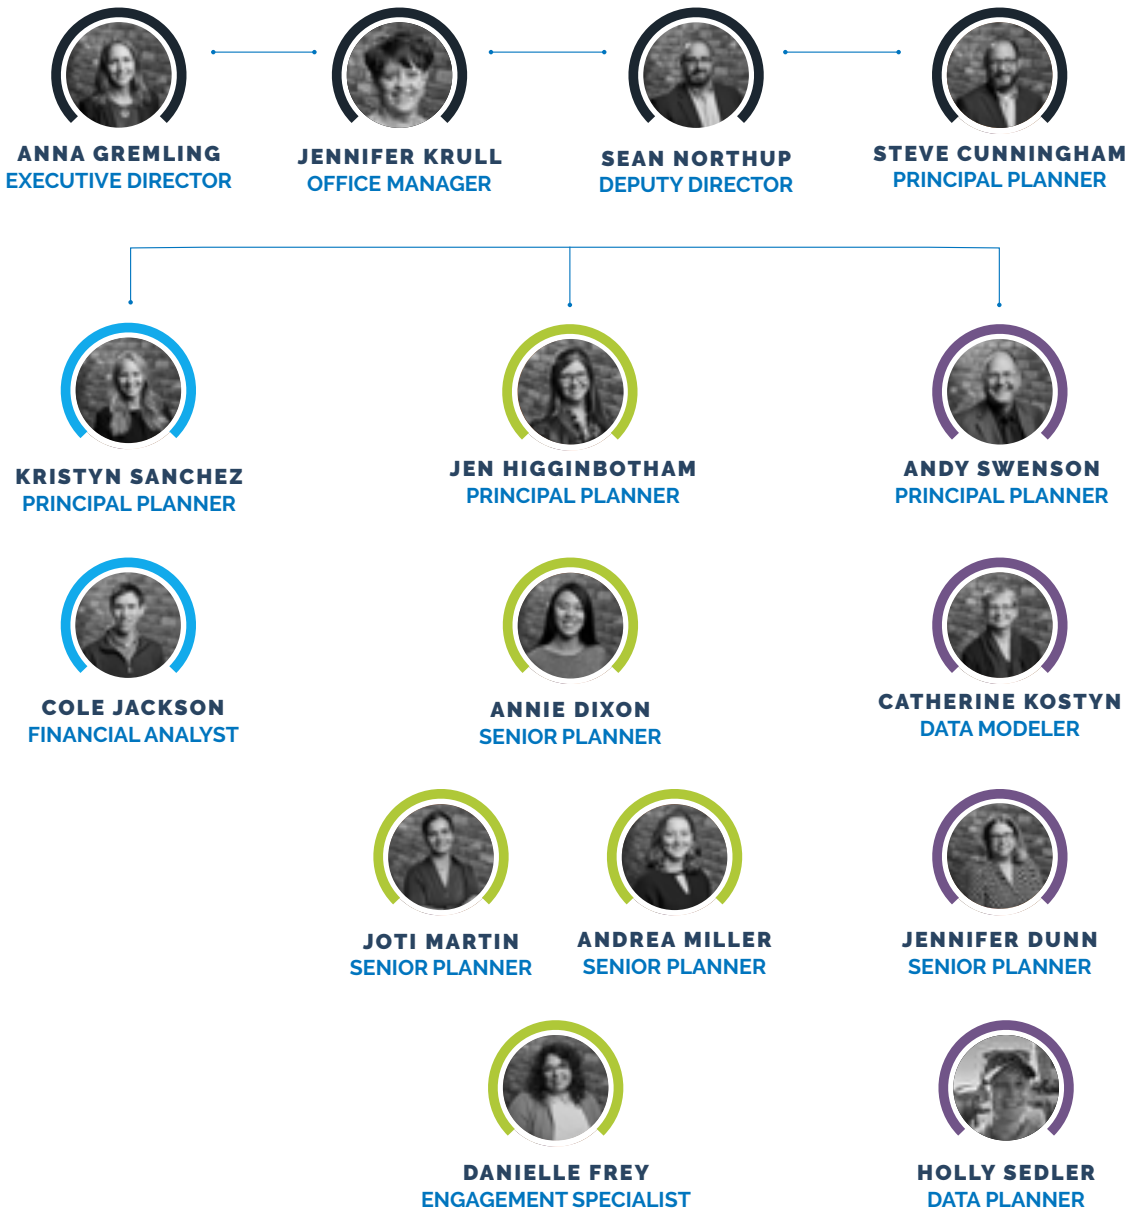 ANNA GREMLING
EXECUTIVE DIRECTOR
JENNIFER KRULL
OFFICE MANAGER
SEAN NORTHUP
DEPUTY DIRECTOR
STEVE CUNNINGHAM
PRINCIPAL PLANNER
KRISTYN SANCHEZ
PRINCIPAL PLANNER
JEN HIGGINBOTHAM
PRINCIPAL PLANNER
ANDY SWENSON
PRINCIPAL PLANNER
COLE JACKSON
FINANCIAL ANALYST
ANNIE DIXON
SENIOR PLANNER
CATHERINE KOSTYN
DATA MODELER
JOTI MARTIN
SENIOR PLANNER
ANDREA MILLER
SENIOR PLANNER
JENNIFER DUNN
SENIOR PLANNER
DANIELLE FREY
ENGAGEMENT SPECIALIST
HOLLY SEDLER
DATA PLANNER